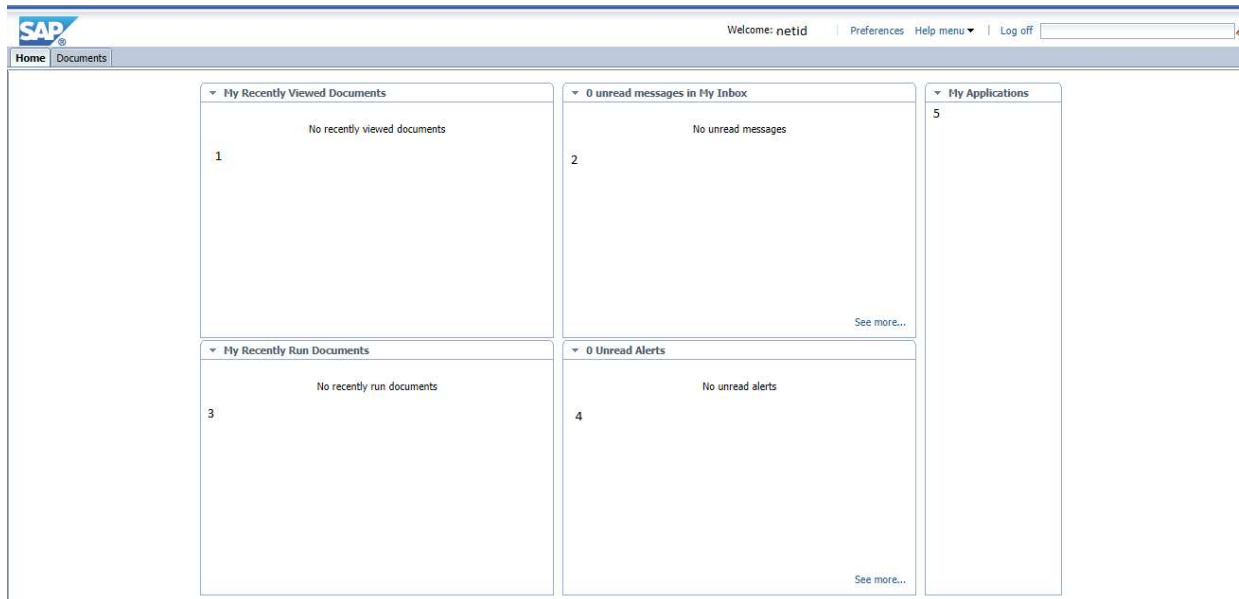 SAP®
Welcome: netid Preferences Help menu | Log off
Home Documents
My Recently Viewed Documents
No recently viewed documents
1
0 unread messages in My Inbox
No unread messages
2
See more...
My Applications
5
My Recently Run Documents
No recently run documents
3
0 Unread Alerts
No unread alerts
4
See more...